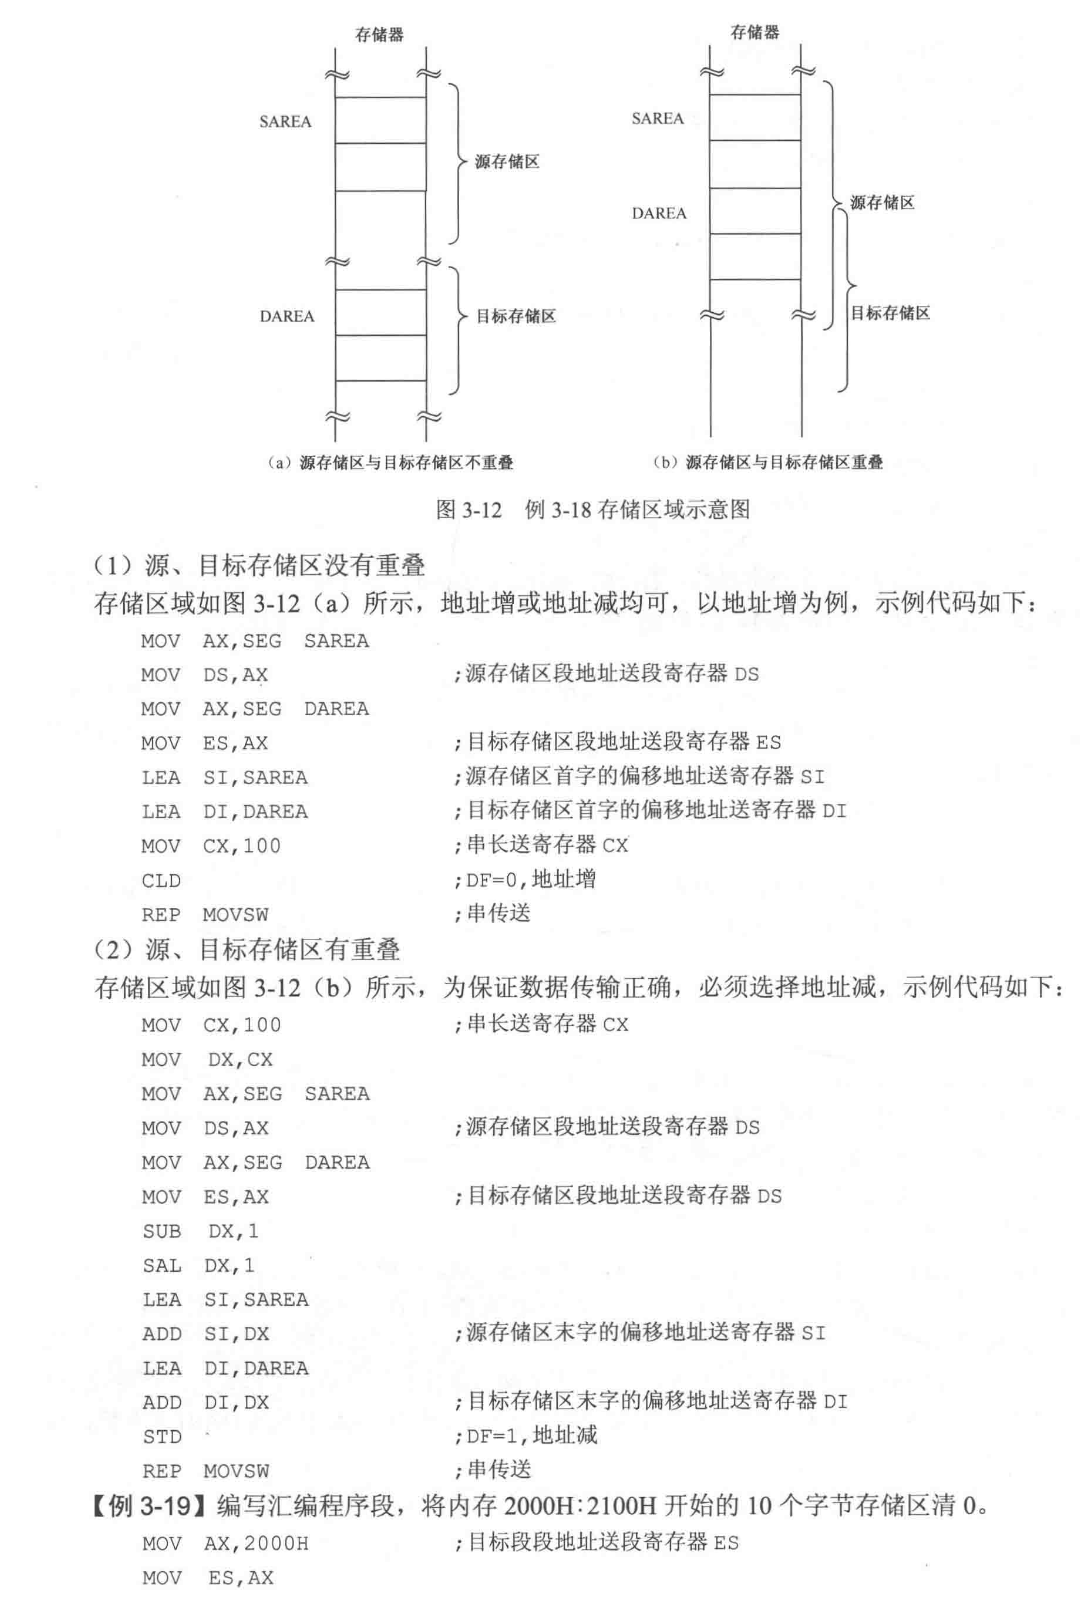 存储器
存储器
SAREA
SAREA
源存储区
源存储区
DAREA
DAREA
目标存储区
目标存储区
（a）源存储区与目标存储区不重叠
（b）源存储区与目标存储区重叠
图 3-12 例 3-18 存储区域示意图
（1）源、目标存储区没有重叠
存储区域如图 3-12（a）所示，地址增或地址减均可，以地址增为例，示例代码如下：
MOV AX,SEG SAREA
MOV DS,AX ;源存储区段地址送段寄存器 DS
MOV AX,SEG DAREA
MOV ES,AX ;目标存储区段地址送段寄存器 ES
LEA SI,SAREA ;源存储区首字的偏移地址送寄存器 SI
LEA DI,DAREA ;目标存储区首字的偏移地址送寄存器 DI
MOV CX,100 ;串长送寄存器 CX
CLD ;DF=0,地址增
REP MOVSW ;串传送
（2）源、目标存储区有重叠
存储区域如图 3-12（b）所示，为保证数据传输正确，必须选择地址减，示例代码如下：
MOV CX,100 ;串长送寄存器 CX
MOV DX,CX
MOV AX,SEG SAREA
MOV DS,AX ;源存储区段地址送段寄存器 DS
MOV AX,SEG DAREA
MOV ES,AX ;目标存储区段地址送段寄存器 DS
SUB DX,1
SAL DX,1
LEA SI,SAREA
ADD SI,DX ;源存储区末字的偏移地址送寄存器 SI
LEA DI,DAREA
ADD DI,DX ;目标存储区末字的偏移地址送寄存器 DI
STD ;DF=1,地址减
REP MOVSW ;串传送
【例 3-19】编写汇编程序段，将内存 2000H:2100H 开始的 10 个字节存储区清 0。
MOV AX,2000H ;目标段段地址送段寄存器 ES
MOV ES,AX